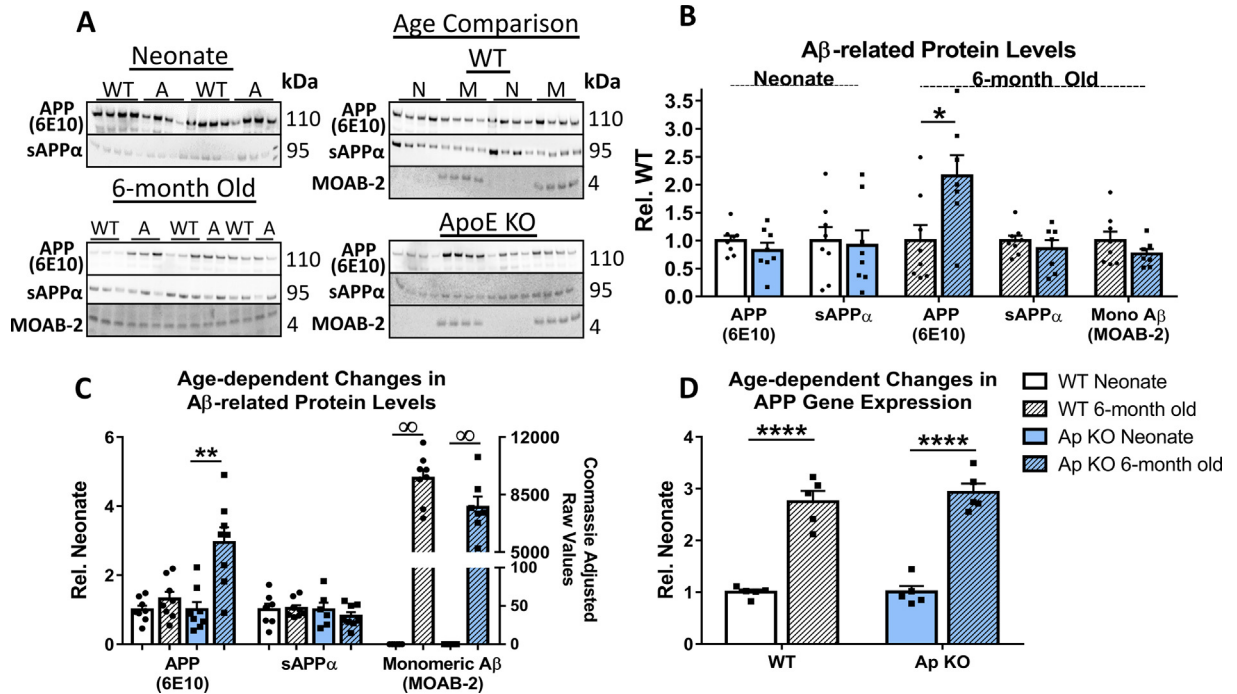 A
Neonate
WT A WT A kDa
APP
(6E10)
110
sAPPα
95
6-month Old
WT A WT A WT A
APP
(6E10)
110
sAPPα
95
MOAB-2
4
Age Comparison
WT
N M N M kDa
APP
(6E10)
110
sAPPα
95
MOAB-2
4
ApoE KO
APP
(6E10)
110
sAPPα
95
MOAB-2
4
B
Aβ-related Protein Levels
Neonate 6-month Old
Rel. WT
3.5
3.0
2.5
2.0
1.5
1.0
0.5
0.0
*
APP
(6E10)
sAPPα
APP
(6E10)
sAPPα
Mono Aβ
(MOAB-2)
C
Age-dependent Changes in
Aβ-related Protein Levels
Rel. Neonate
6
4
2
0
**
∞ ∞
12000
8500
5000
100
50
0
Coomassie Adjusted
Raw Values
APP
(6E10)
sAPPα
Monomeric Aβ
(MOAB-2)
D
Age-dependent Changes in
APP Gene Expression
Rel. Neonate
4
3
2
1
0
**** ****
WT Ap KO
WT Neonate
WT 6-month old
Ap KO Neonate
Ap KO 6-month old